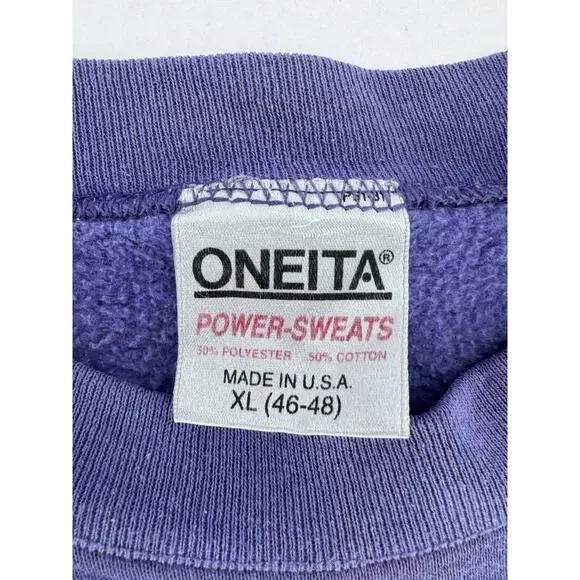 ONEITA®
POWER-SWEATS
50% POLYESTER 50% COTTON
MADE IN U.S.A.
XL (46-48)